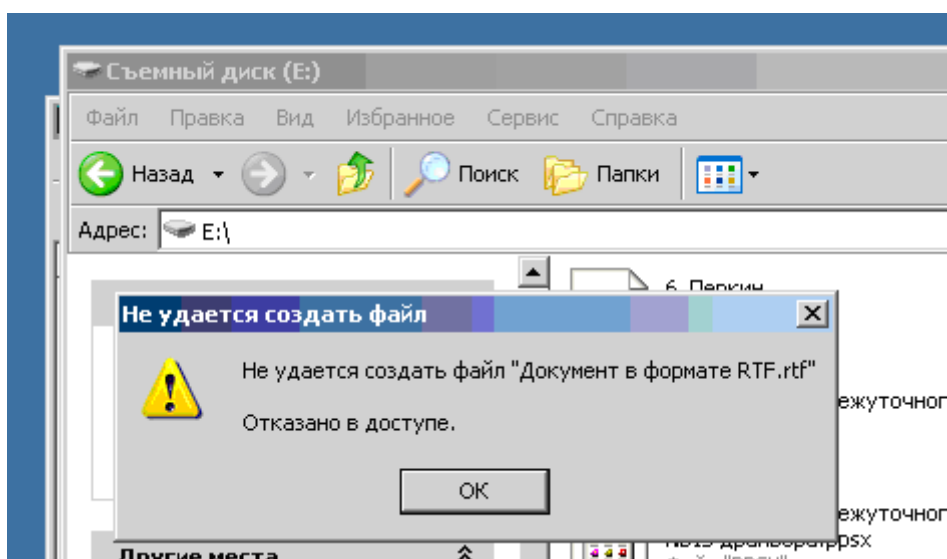 Съемный диск (E:)
Файл Правка Вид Избранное Сервис Справка
Назад Поиск Папки
Адрес: E:\
6 Перкин
Не удается создать файл
Не удается создать файл "Документ в формате RTF.rtf"
Отказано в доступе.
ежуточног
OK
ежуточног
Другие места